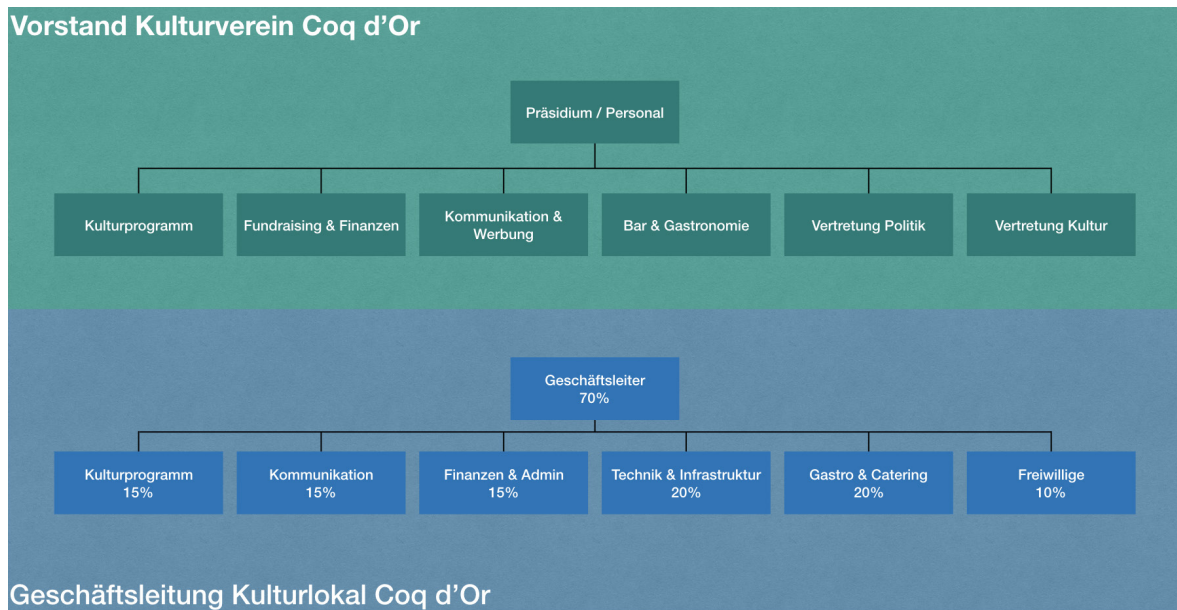 Vorstand Kulturverein Coq d’Or
Präsidium / Personal
Kulturprogramm
Fundraising & Finanzen
Kommunikation &
Werbung
Bar & Gastronomie
Vertretung Politik
Vertretung Kultur
Geschäftsleiter
70%
Kulturprogramm
15%
Kommunikation
15%
Finanzen & Admin
15%
Technik & Infrastruktur
20%
Gastro & Catering
20%
Freiwillige
10%
Geschäftsleitung Kulturlokal Coq d’Or